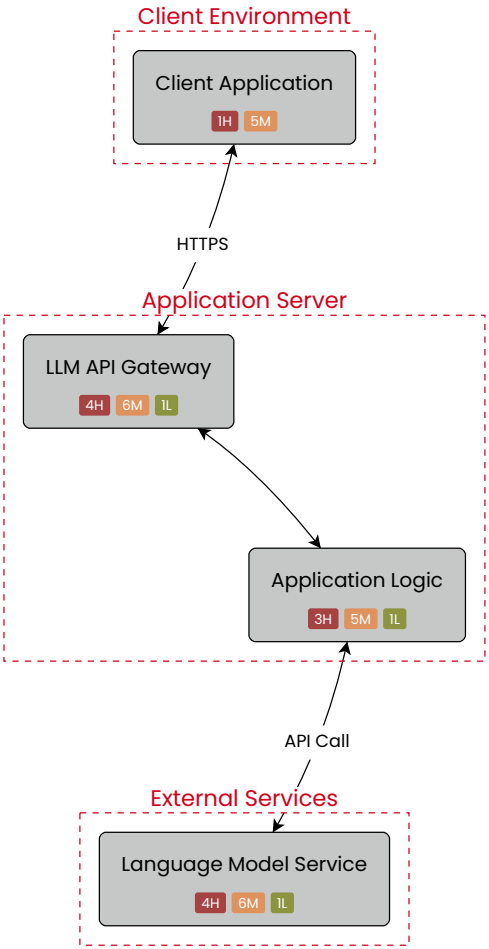 Client Environment
Client Application
1H 5M
HTTPS
Application Server
LLM API Gateway
4H 6M 1L
Application Logic
3H 5M 1L
API Call
External Services
Language Model Service
4H 6M 1L